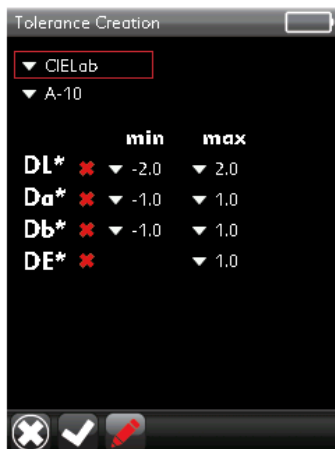 Tolerance Creation
CIELab
A-10
min max
DL* -2.0 2.0
Da* -1.0 1.0
Db* -1.0 1.0
DE* 1.0